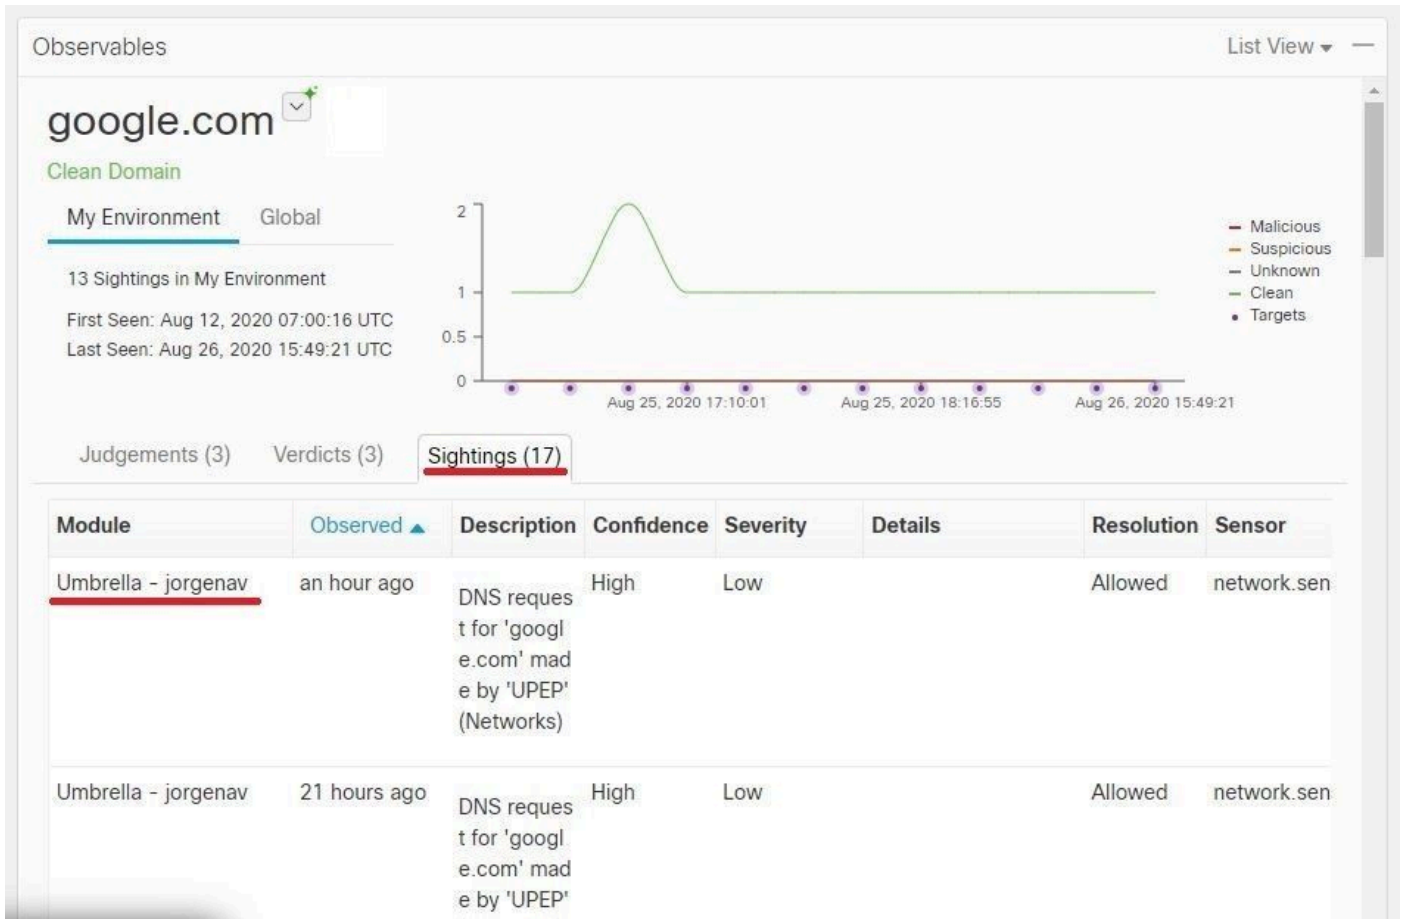 Observables
List View
google.com
Clean Domain
My Environment Global
13 Sightings in My Environment
First Seen: Aug 12, 2020 07:00:16 UTC
Last Seen: Aug 26, 2020 15:49:21 UTC
2
1
0.5
0
Aug 25, 2020 17:10:01 Aug 25, 2020 18:16:55 Aug 26, 2020 15:49:21
Malicious
Suspicious
Unknown
Clean
Targets
Judgements (3) Verdicts (3) Sightings (17)
Module Observed Description Confidence Severity Details Resolution Sensor
Umbrella - jorgenav an hour ago High Low Allowed network.sen
DNS reques
t for 'googl
e.com' mad
e by 'UPEP'
(Networks)
Umbrella - jorgenav 21 hours ago High Low Allowed network.sen
DNS reques
t for 'googl
e.com' mad
e by 'UPEP'